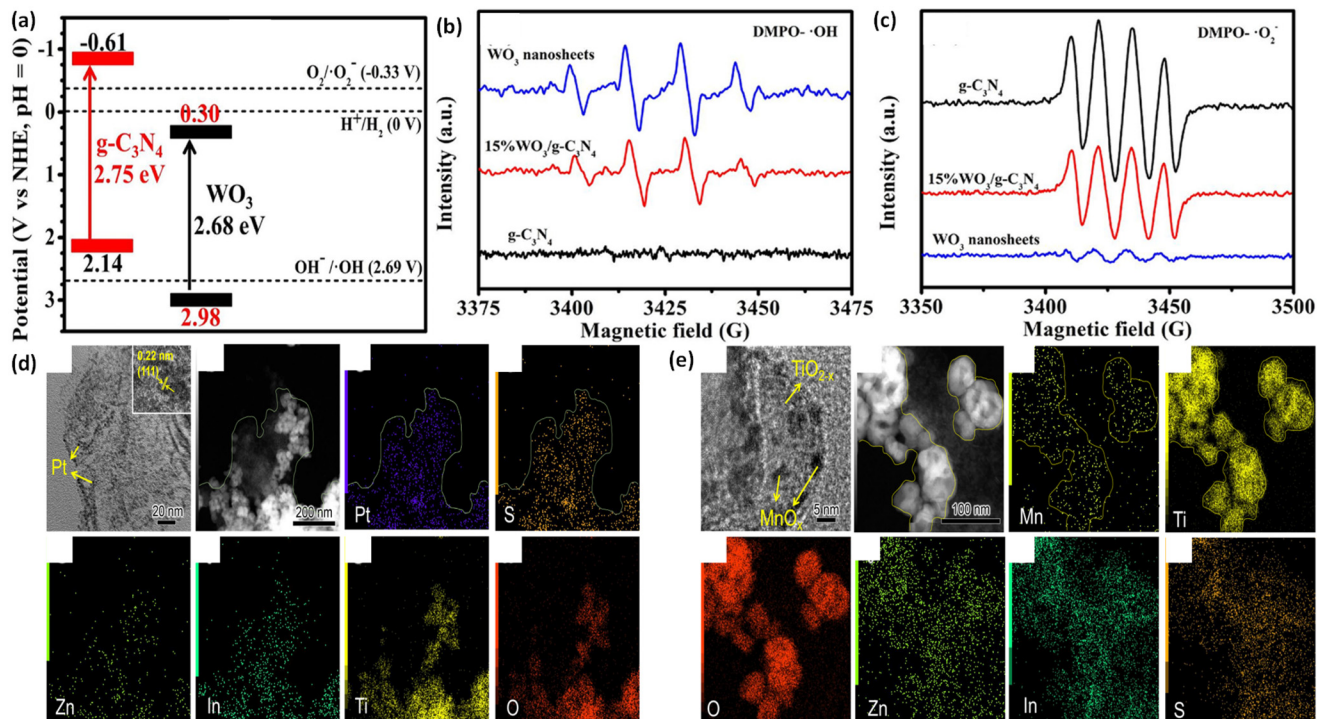 (a)
Potential (V vs NHE, pH = 0)
-1
0
1
2
3
-0.61
g-C₃N₄
2.75 eV
2.14
O₂/·O₂⁻ (-0.33 V)
0.30
H⁺/H₂ (0 V)
WO₃
2.68 eV
OH⁻/·OH (2.69 V)
2.98
(b)
Intensity (a.u.)
DMPO- ·OH
WO₃ nanosheets
15%WO₃/g-C₃N₄
g-C₃N₄
3375 3400 3425 3450 3475
Magnetic field (G)
(c)
Intensity (a.u.)
DMPO- ·O₂⁻
g-C₃N₄
15%WO₃/g-C₃N₄
WO₃ nanosheets
3350 3400 3450 3500
Magnetic field (G)
(d)
0.22 nm
(111)
Pt
20 nm
200 nm
Pt
S
Zn
In
Ti
O
(e)
TiO₂₋ₓ
MnOₓ
5 nm
100 nm
Mn
Ti
O
Zn
In
S